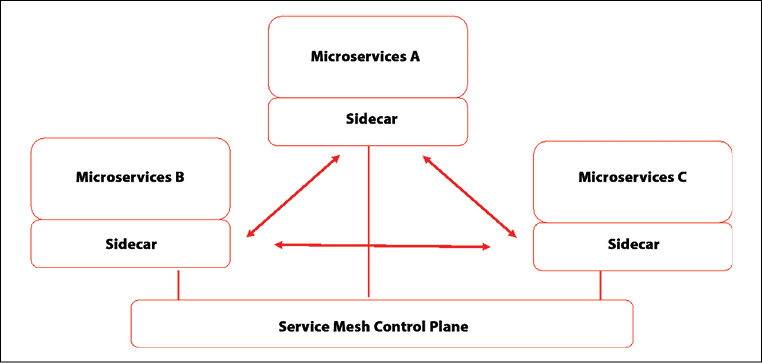 Microservices A
Sidecar
Microservices B
Sidecar
Microservices C
Sidecar
Service Mesh Control Plane